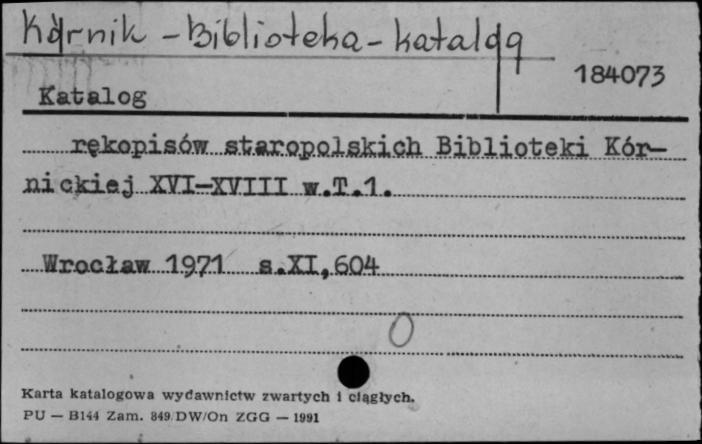 Kórnik - Biblioteka - katalog
184073
Katalog
rękopisów staropolskich Biblioteki Kór-
nickiej XVI-XVIII w.T.1.
Wrocław 1971 s.XI,604
0
Karta katalogowa wydawnictw zwartych i ciągłych.
PU — B144 Zam. 849/DW/On ZGG — 1991